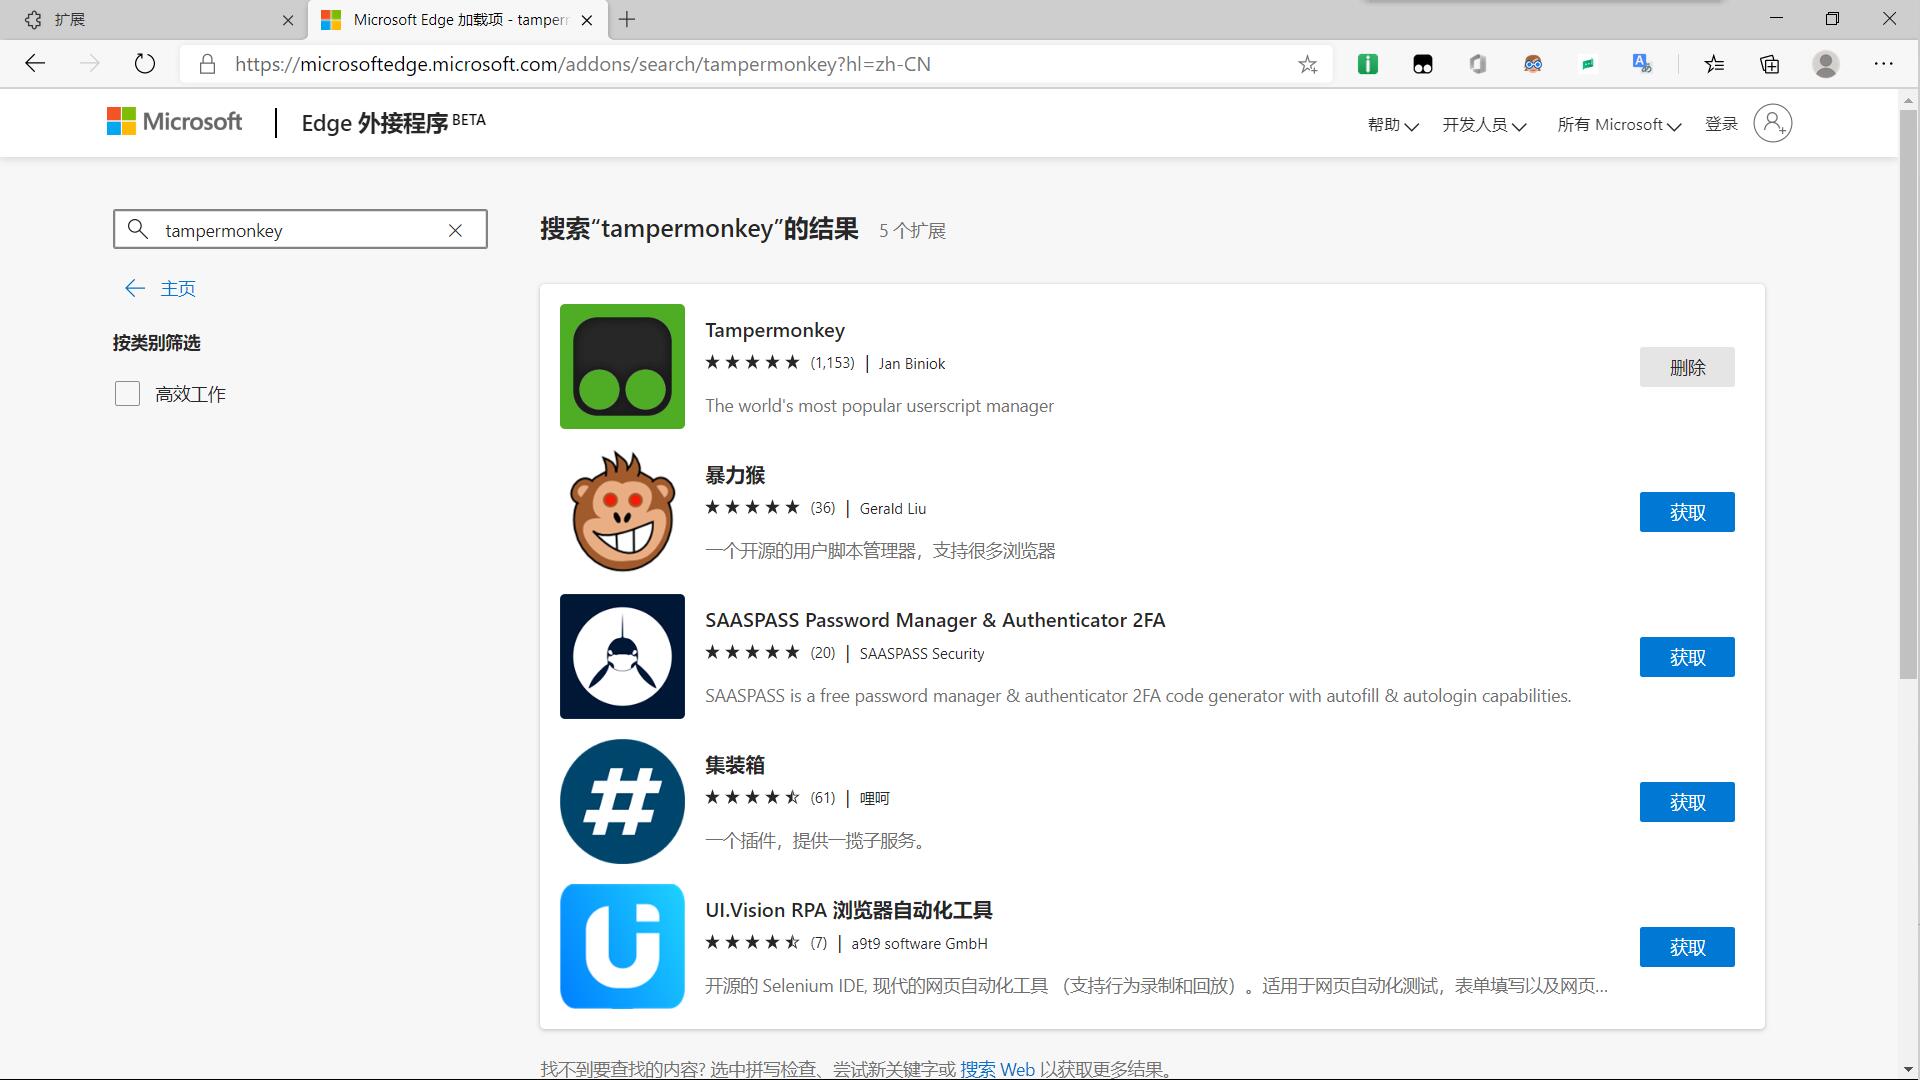 扩展
Microsoft Edge 加载项 - tamperm
https://microsoftedge.microsoft.com/addons/search/tampermonkey?hl=zh-CN
Microsoft
Edge 外接程序 BETA
帮助
开发人员
所有 Microsoft
登录
tampermonkey
主页
按类别筛选
高效工作
搜索“tampermonkey”的结果 5 个扩展
Tampermonkey
(1,153) | Jan Biniok
The world's most popular userscript manager
删除
暴力猴
(36) | Gerald Liu
一个开源的用户脚本管理器，支持很多浏览器
获取
SAASPASS Password Manager & Authenticator 2FA
(20) | SAASPASS Security
SAASPASS is a free password manager & authenticator 2FA code generator with autofill & autologin capabilities.
获取
集装箱
(61) | 哩呵
一个插件，提供一揽子服务。
获取
UI.Vision RPA 浏览器自动化工具
(7) | a9t9 software GmbH
开源的 Selenium IDE, 现代的网页自动化工具 （支持行为录制和回放）。适用于网页自动化测试，表单填写以及网页...
获取
找不到要查找的内容? 选中拼写检查、尝试新关键字或 搜索 Web 以获取更多结果。